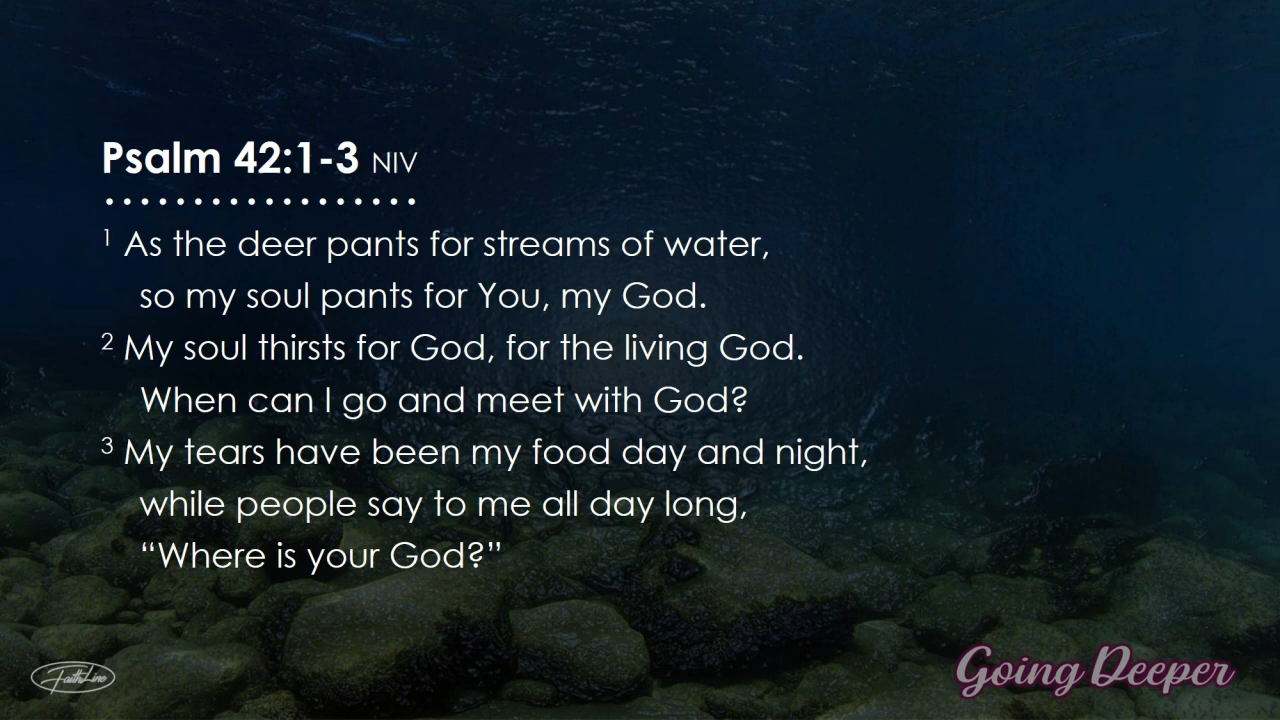 Psalm 42:1-3 NIV
1 As the deer pants for streams of water,
so my soul pants for You, my God.
2 My soul thirsts for God, for the living God.
When can I go and meet with God?
3 My tears have been my food day and night,
while people say to me all day long,
“Where is your God?”
FaithLine
Going Deeper